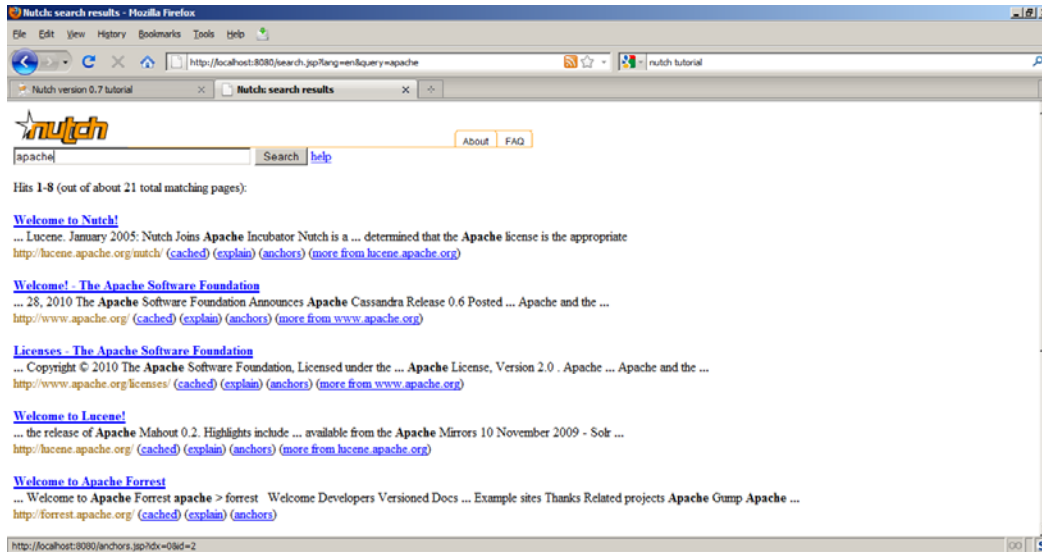 Nutch: search results - Mozilla Firefox
File Edit View History Bookmarks Tools Help
http://localhost:8080/search.jsp?lang=en&query=apache
nutch tutorial
Nutch version 0.7 tutorial
Nutch: search results
nutch
About FAQ
apache Search help
Hits 1-8 (out of about 21 total matching pages):
Welcome to Nutch!
... Lucene. January 2005: Nutch Joins Apache Incubator Nutch is a ... determined that the Apache license is the appropriate
http://lucene.apache.org/nutch/ (cached) (explain) (anchors) (more from lucene.apache.org)
Welcome! - The Apache Software Foundation
... 28, 2010 The Apache Software Foundation Announces Apache Cassandra Release 0.6 Posted ... Apache and the ...
http://www.apache.org/ (cached) (explain) (anchors) (more from www.apache.org)
Licenses - The Apache Software Foundation
... Copyright © 2010 The Apache Software Foundation, Licensed under the ... Apache License, Version 2.0 . Apache ... Apache and the ...
http://www.apache.org/licenses/ (cached) (explain) (anchors) (more from www.apache.org)
Welcome to Lucene!
... the release of Apache Mahout 0.2. Highlights include ... available from the Apache Mirrors 10 November 2009 - Solr ...
http://lucene.apache.org/ (cached) (explain) (anchors) (more from lucene.apache.org)
Welcome to Apache Forrest
... Welcome to Apache Forrest apache > forrest Welcome Developers Versioned Docs ... Example sites Thanks Related projects Apache Gump Apache ...
http://forrest.apache.org/ (cached) (explain) (anchors)
http://localhost:8080/anchors.jsp?idx=0&id=2